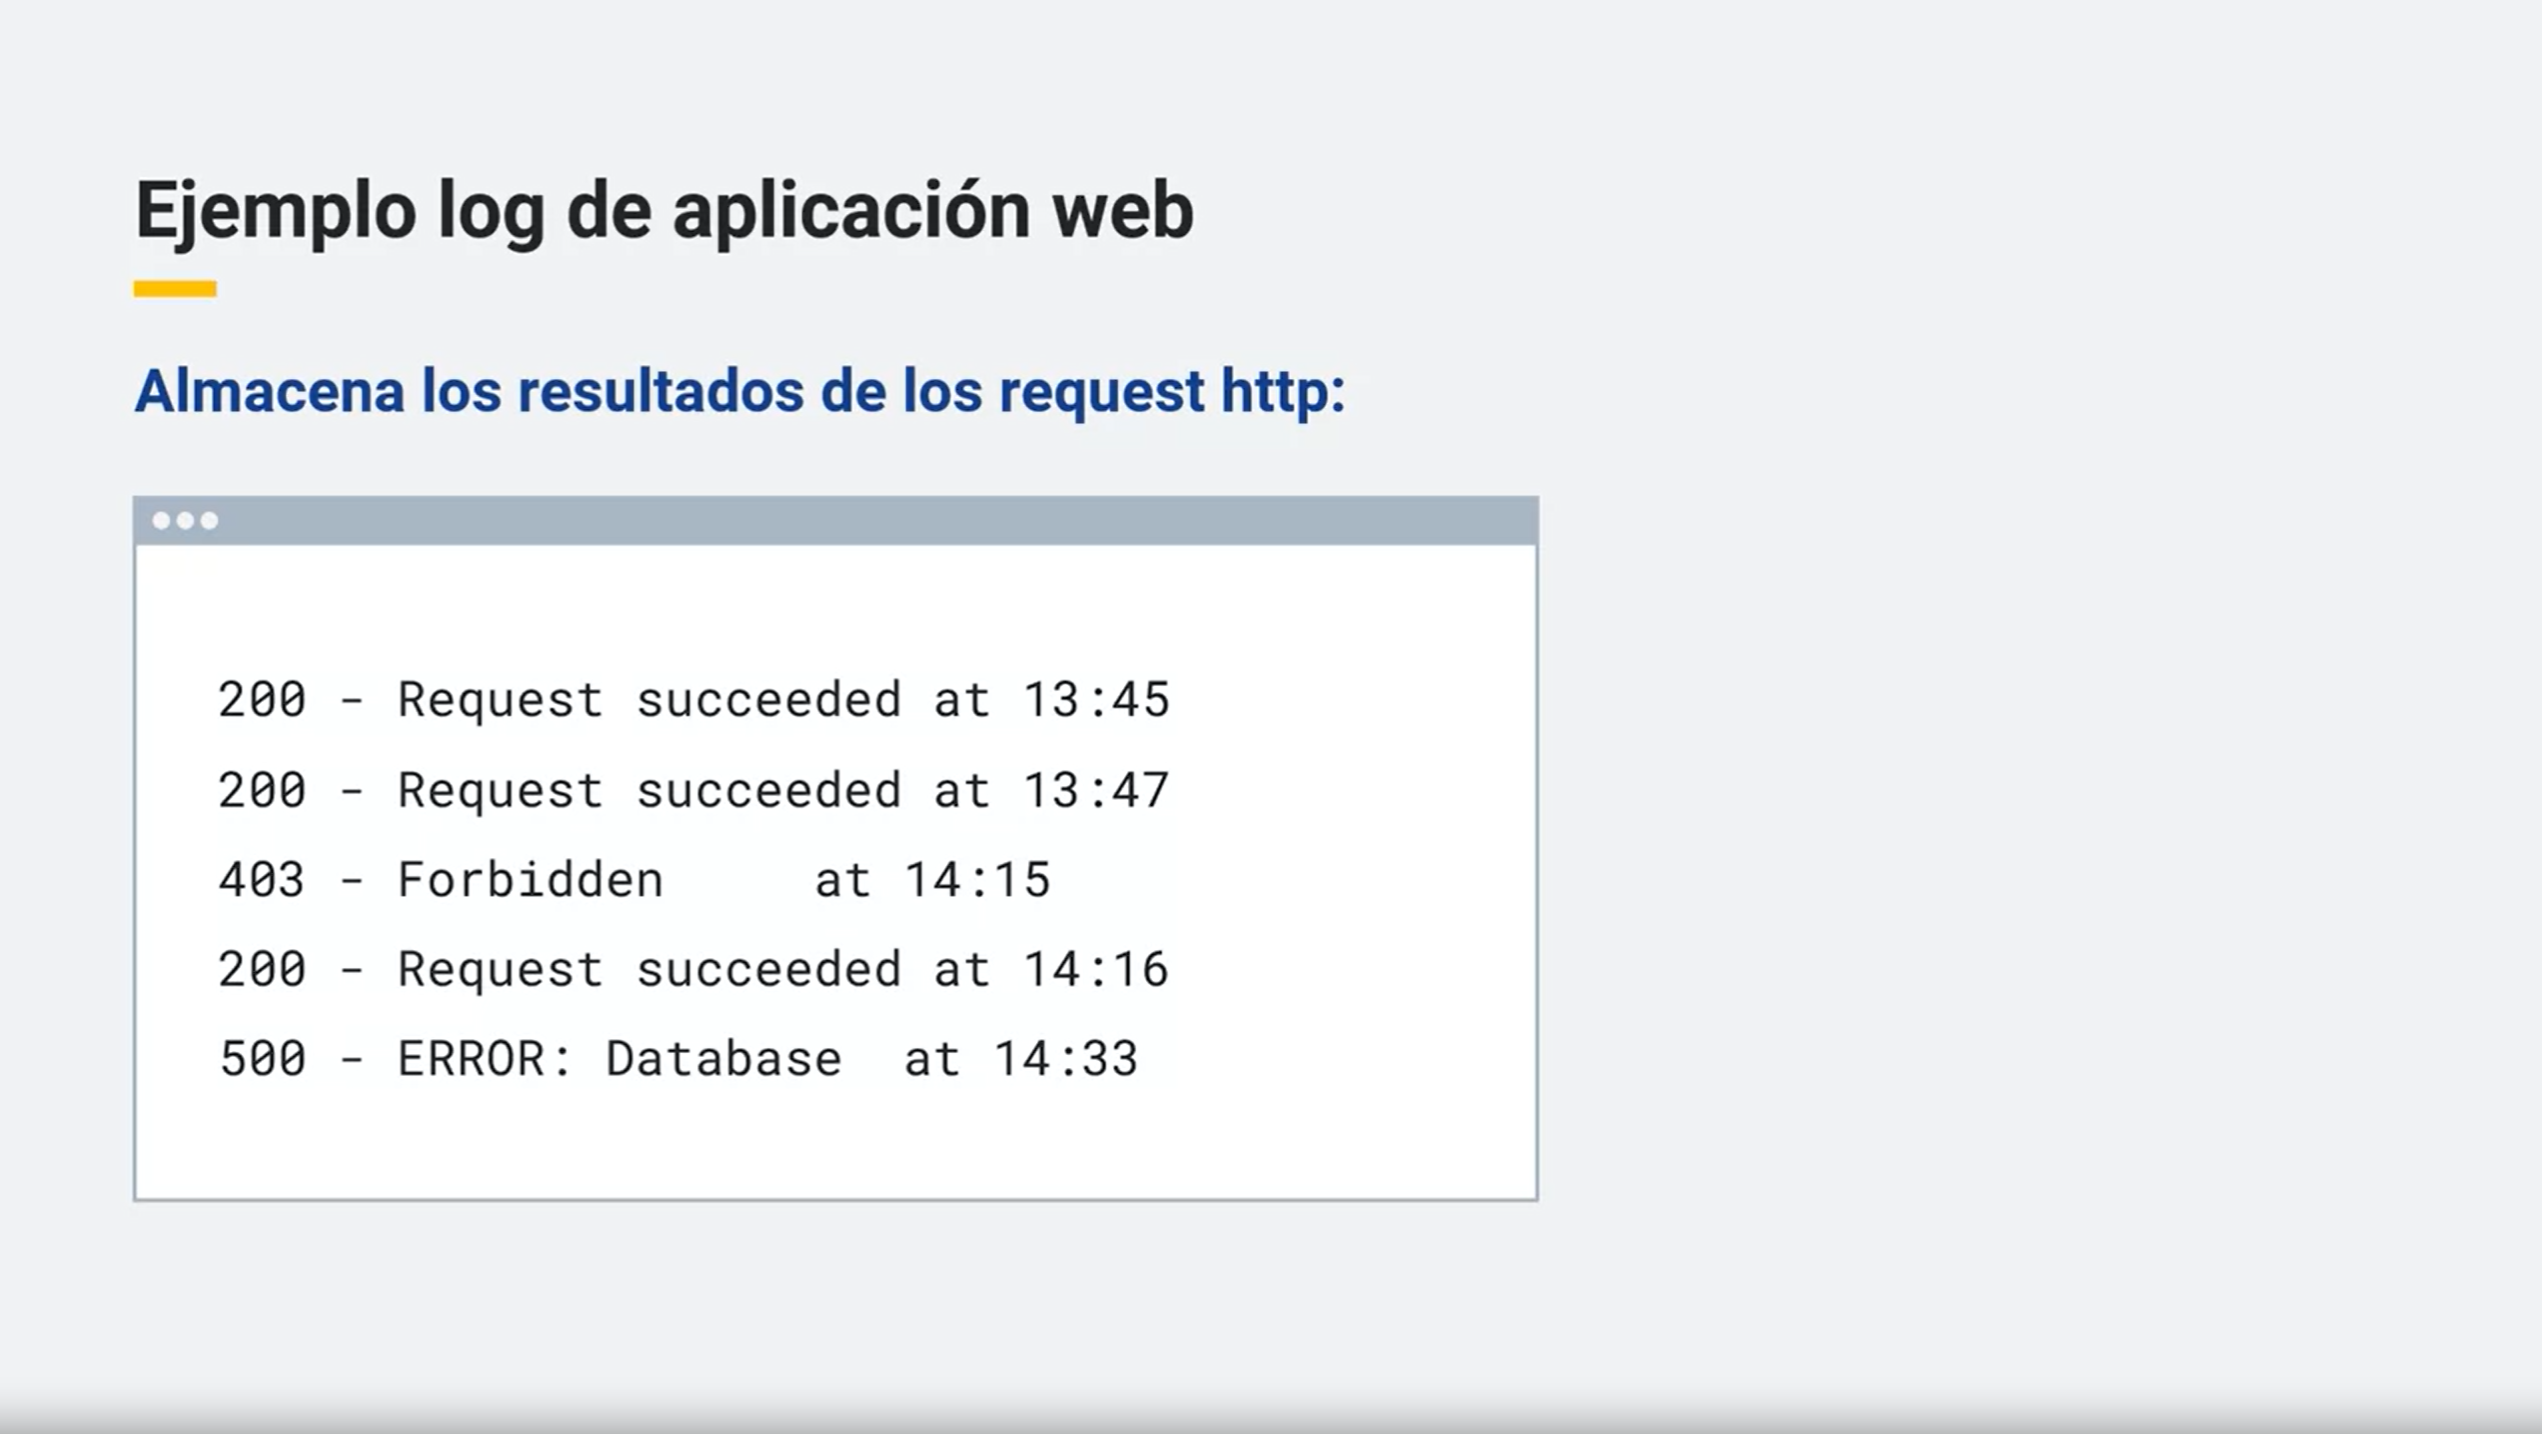 Ejemplo log de aplicación web
Almacena los resultados de los request http:
200 - Request succeeded at 13:45
200 - Request succeeded at 13:47
403 - Forbidden     at 14:15
200 - Request succeeded at 14:16
500 - ERROR: Database  at 14:33